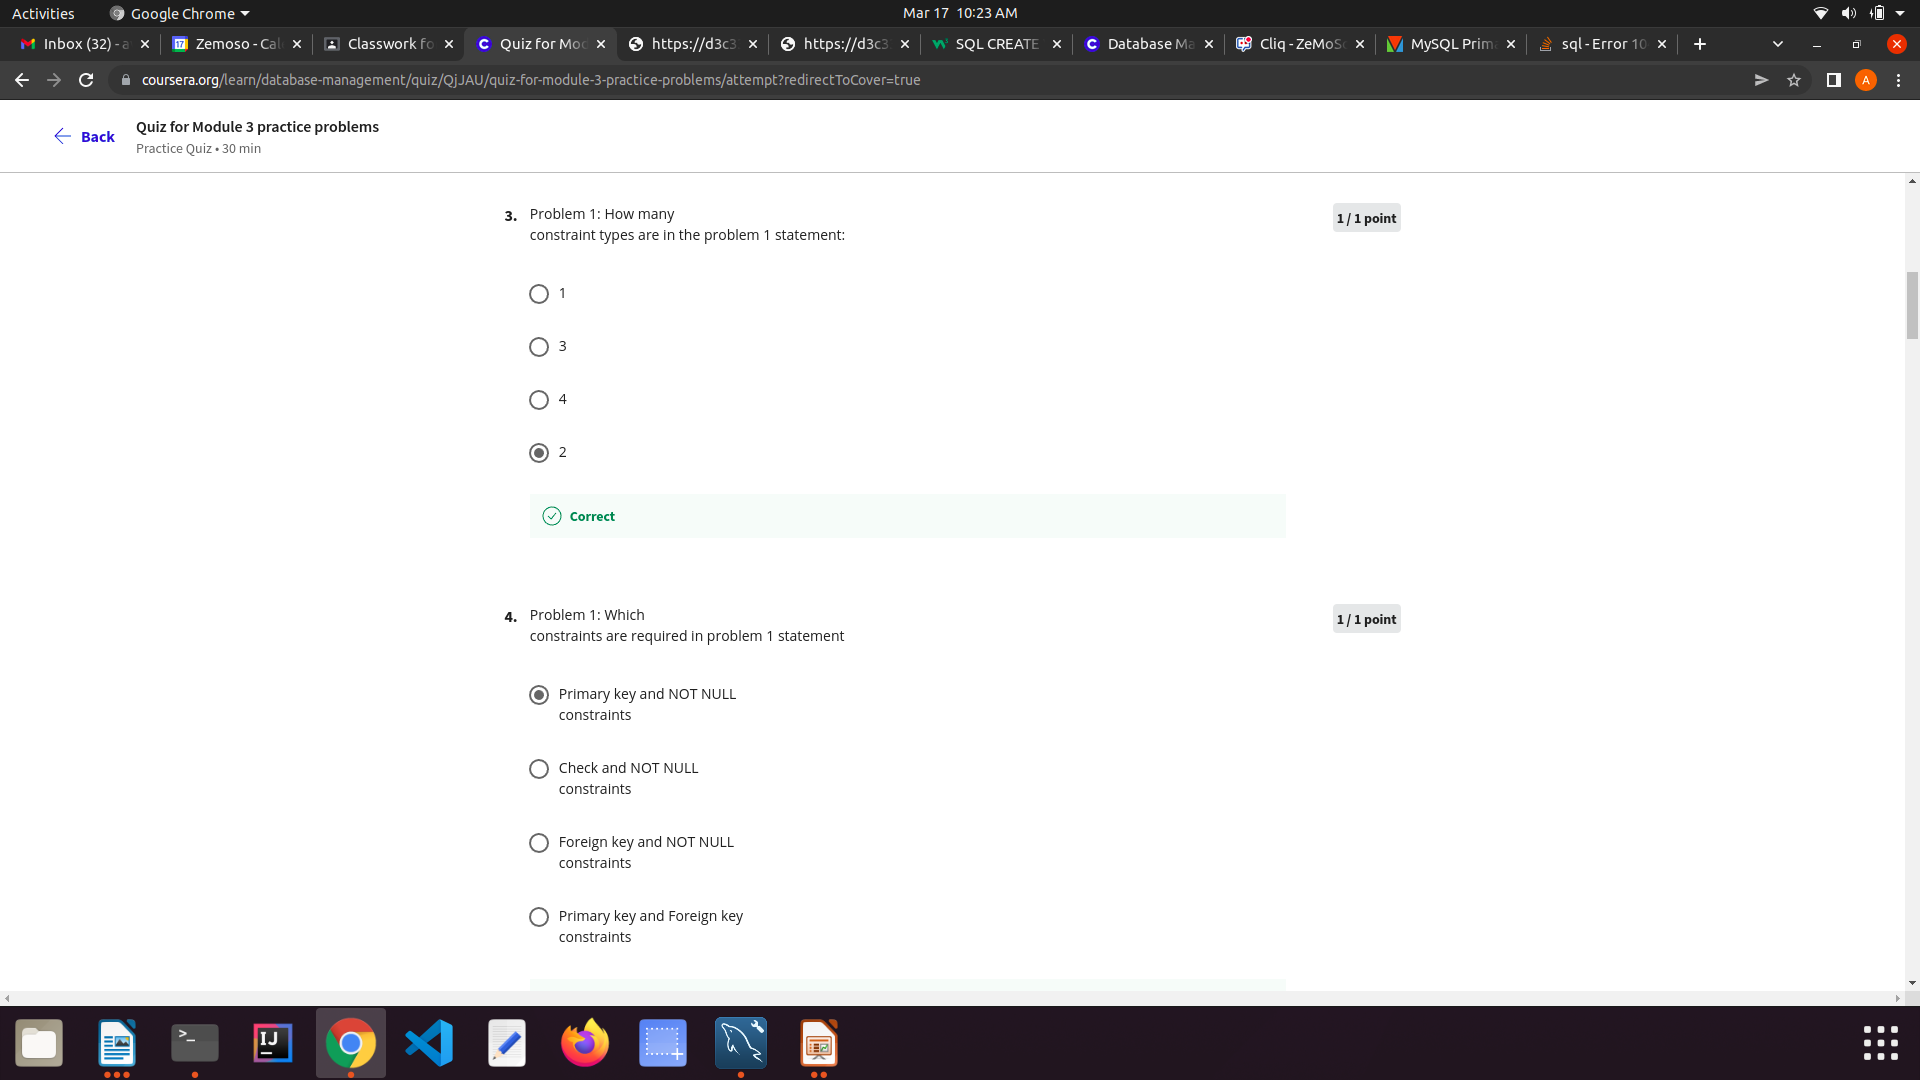 Activities
Google Chrome
Mar 17 10:23 AM
Inbox (32) - a
Zemoso - Cal
Classwork fo
Quiz for Mod
https://d3c3
https://d3c3
SQL CREATE
Database Ma
Cliq - ZeMoSo
MySQL Prima
sql - Error 10
coursera.org/learn/database-management/quiz/QjJAU/quiz-for-module-3-practice-problems/attempt?redirectToCover=true
A
Back
Quiz for Module 3 practice problems
Practice Quiz • 30 min
3. Problem 1: How many
constraint types are in the problem 1 statement:
1 / 1 point
1
3
4
2
Correct
4. Problem 1: Which
constraints are required in problem 1 statement
1 / 1 point
Primary key and NOT NULL
constraints
Check and NOT NULL
constraints
Foreign key and NOT NULL
constraints
Primary key and Foreign key
constraints
>_
IJ